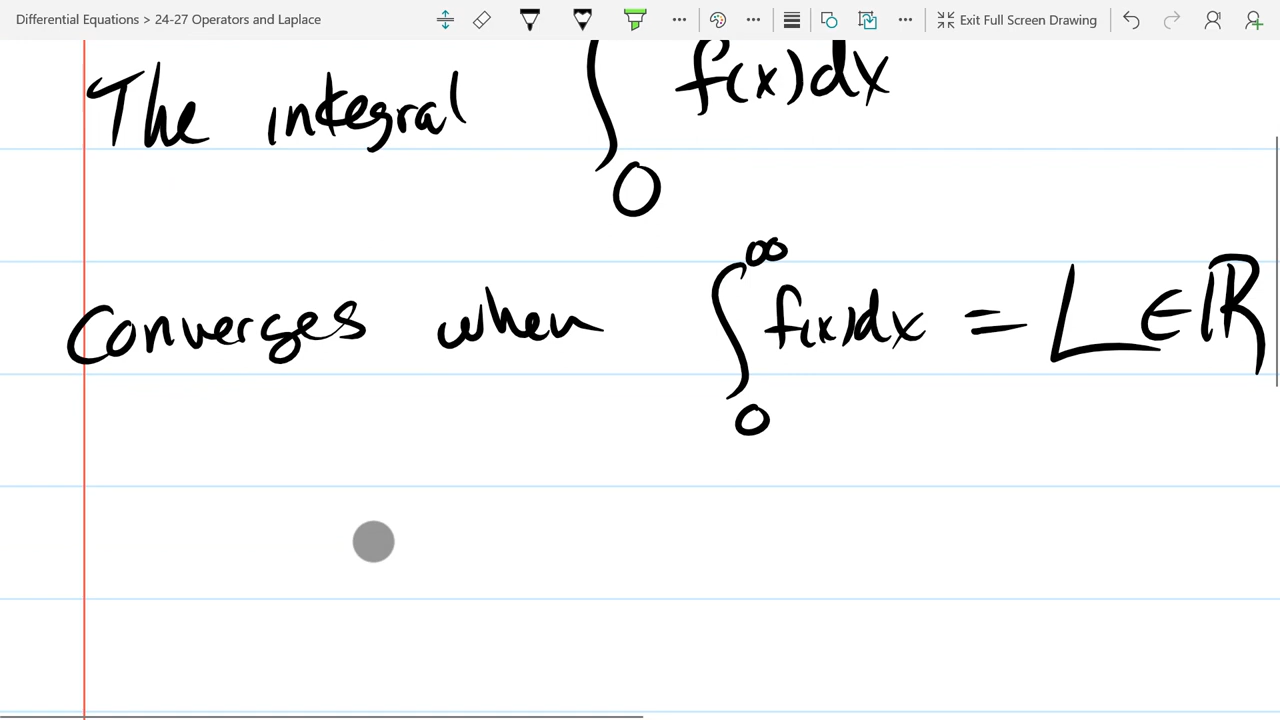 Differential Equations > 24-27 Operators and Laplace
Exit Full Screen Drawing
The integral ∫₀ f(x)dx
Converges when ∫₀^∞ f(x)dx = L ∈ ℝ